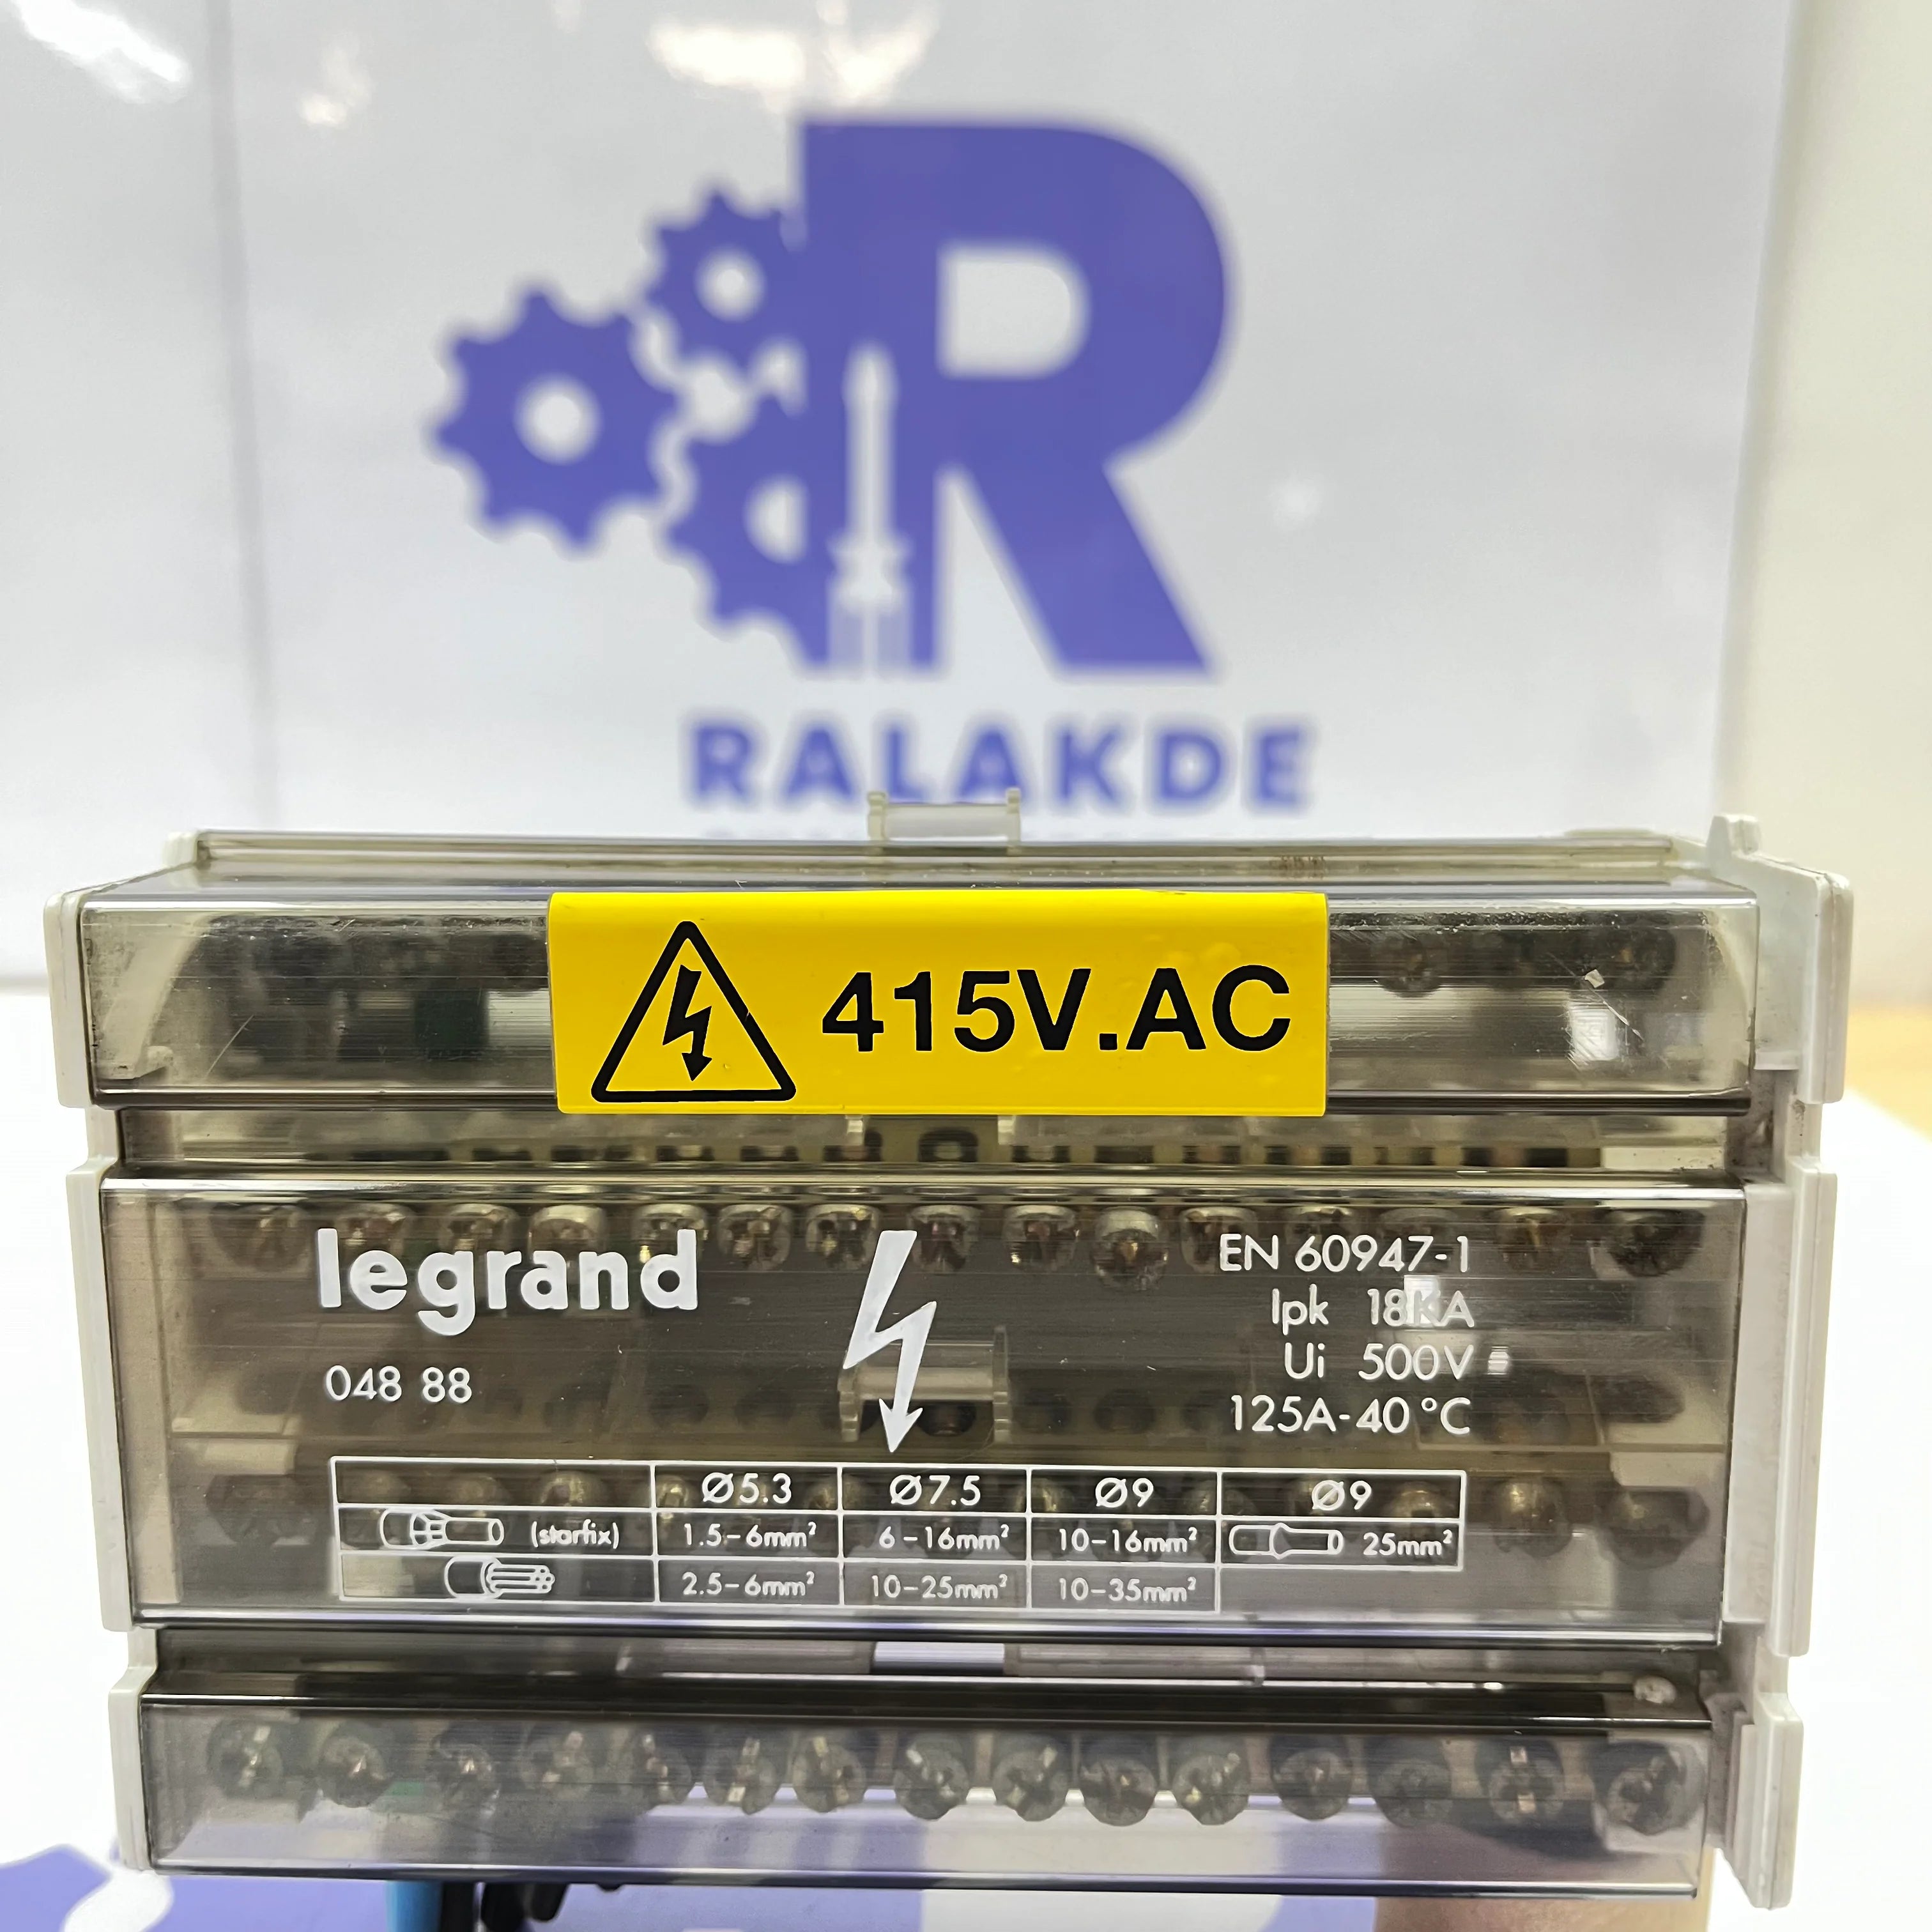 R
RALAKDE
415V.AC
legrand
048 88
EN 60947-1
Ipk 18KA
Ui 500V
125A-40°C
Ø5.3 Ø7.5 Ø9 Ø9
(starfix) 1.5-6mm² 6-16mm² 10-16mm² 25mm²
2.5-6mm² 10-25mm² 10-35mm²